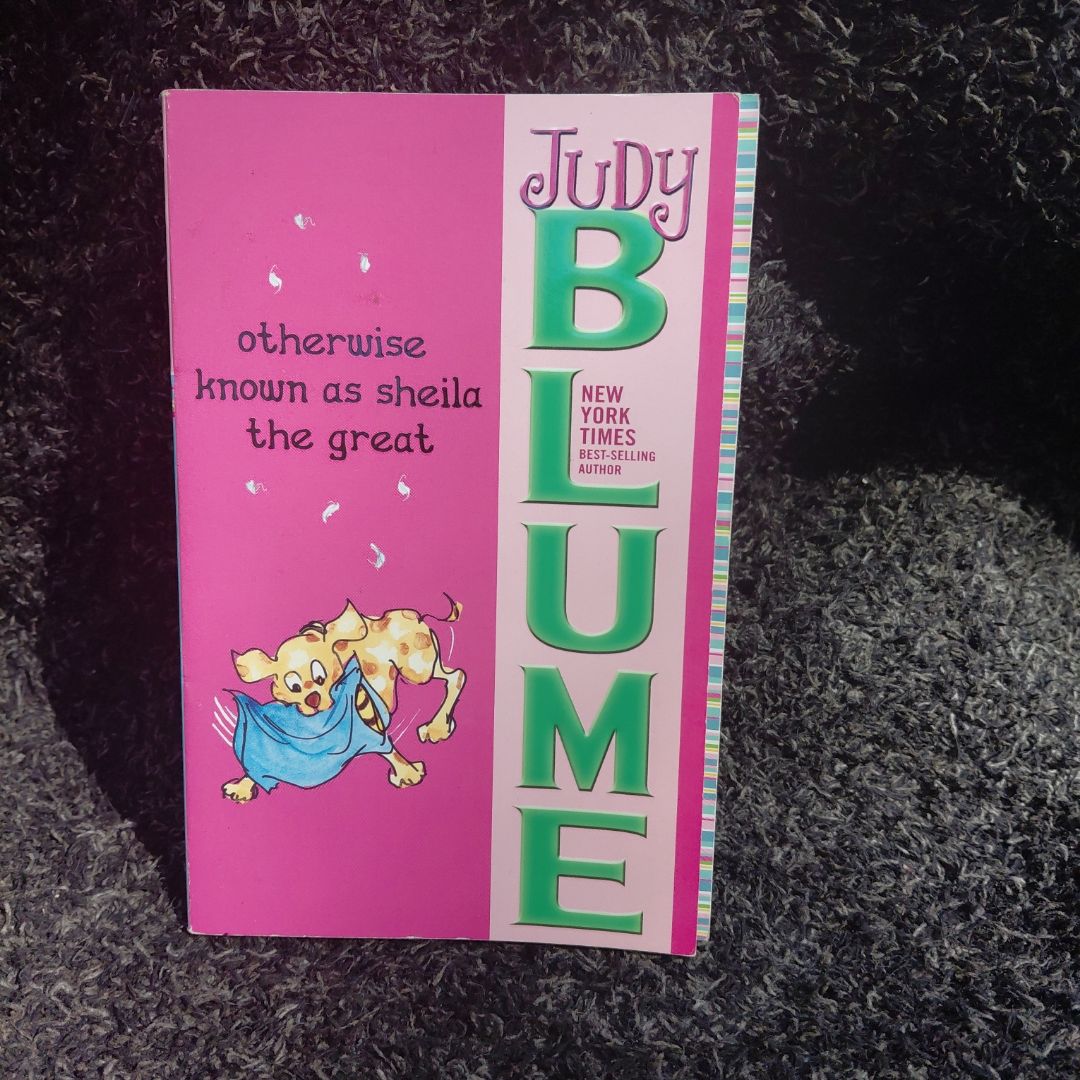 otherwise
known as sheila
the great
JUDY
BLUME
NEW
YORK
TIMES
BEST-SELLING
AUTHOR